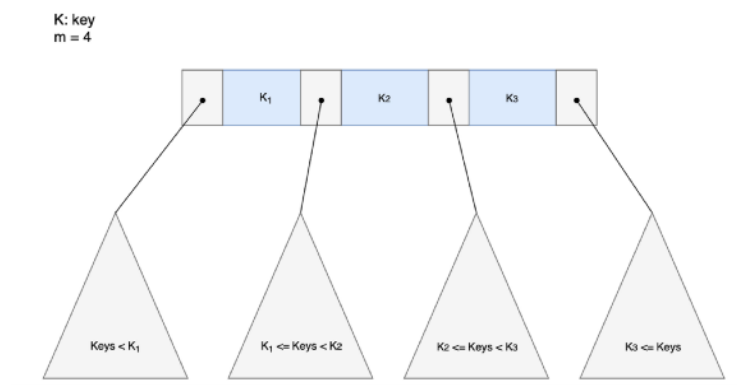 K: key
m = 4
K₁
K₂
K₃
Keys < K₁
K₁ <= Keys < K₂
K₂ <= Keys < K₃
K₃ <= Keys